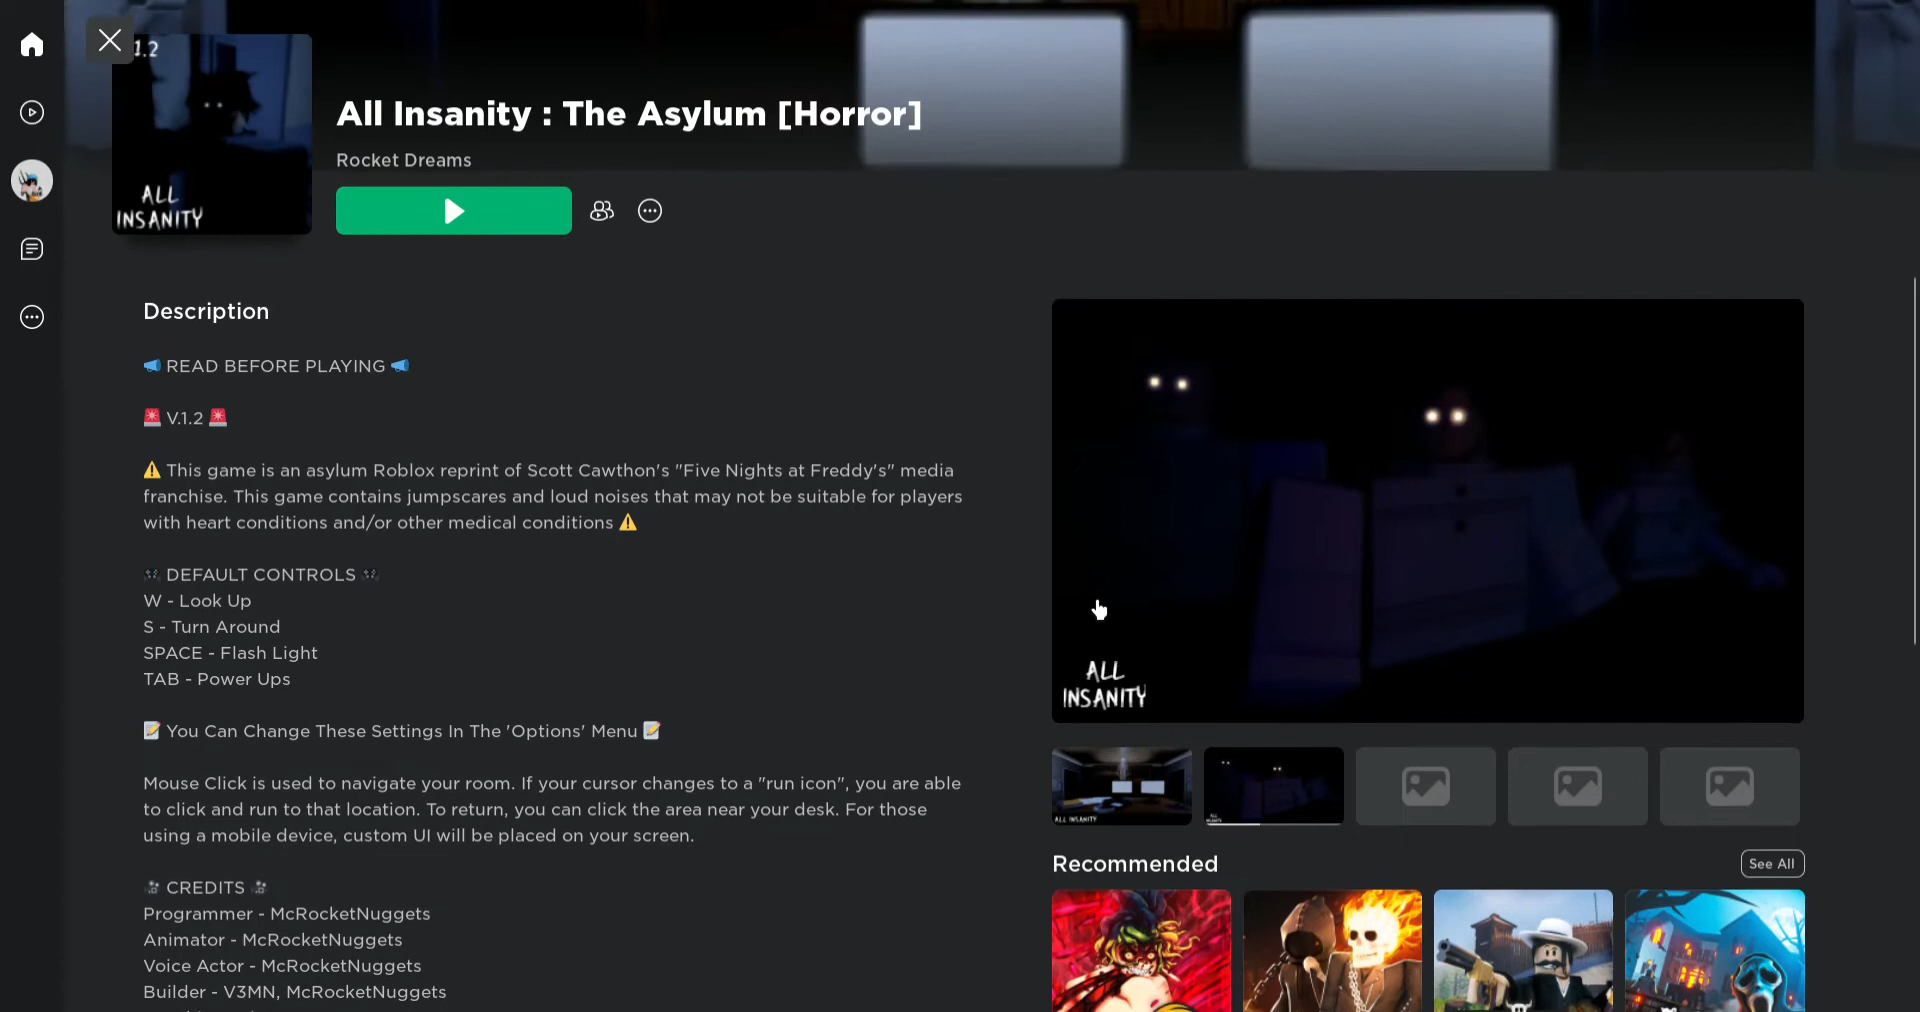 1.2
ALL
INSANITY
All Insanity : The Asylum [Horror]
Rocket Dreams
Description
READ BEFORE PLAYING
V.1.2
This game is an asylum Roblox reprint of Scott Cawthon's "Five Nights at Freddy's" media
franchise. This game contains jumpscares and loud noises that may not be suitable for players
with heart conditions and/or other medical conditions
DEFAULT CONTROLS
W - Look Up
S - Turn Around
SPACE - Flash Light
TAB - Power Ups
You Can Change These Settings In The 'Options' Menu
Mouse Click is used to navigate your room. If your cursor changes to a "run icon", you are able
to click and run to that location. To return, you can click the area near your desk. For those
using a mobile device, custom UI will be placed on your screen.
CREDITS
Programmer - McRocketNuggets
Animator - McRocketNuggets
Voice Actor - McRocketNuggets
Builder - V3MN, McRocketNuggets
ALL
INSANITY
ALL INSANITY
Recommended
See All